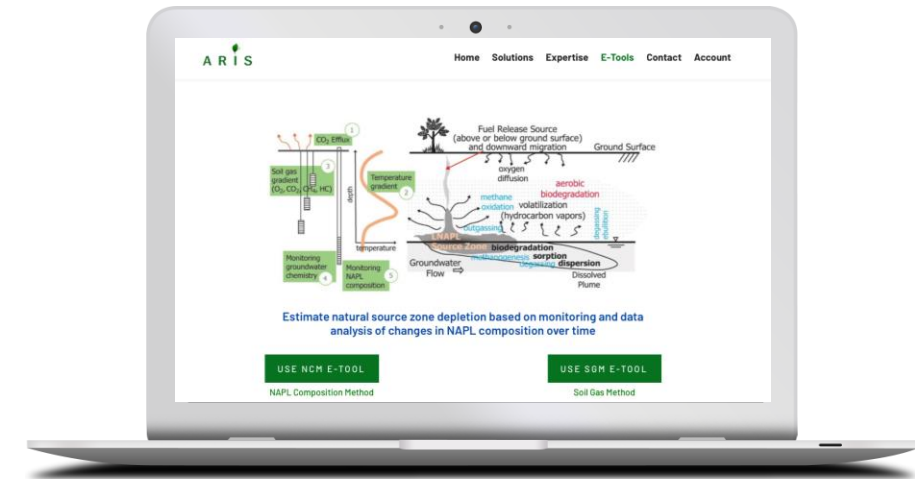 ARIS
Home Solutions Expertise E-Tools Contact Account
CO₂ Efflux
1
Soil gas
gradient
(O₂, CO₂, CH₄, HC)
3
depth
Temperature
gradient
2
temperature
Monitoring
groundwater
chemistry
4
Monitoring
NAPL
composition
5
Fuel Release Source
(above or below ground surface)
and downward migration
Ground Surface
oxygen
diffusion
aerobic
biodegradation
methane
oxidation
volatilization
(hydrocarbon vapors)
degassing
ebullition
outgassing
LNAPL
Source Zone
biodegradation
methanogenesis
sorption
degassing
dispersion
Groundwater
Flow
Dissolved
Plume
Estimate natural source zone depletion based on monitoring and data
analysis of changes in NAPL composition over time
USE NCM E-TOOL
NAPL Composition Method
USE SGM E-TOOL
Soil Gas Method